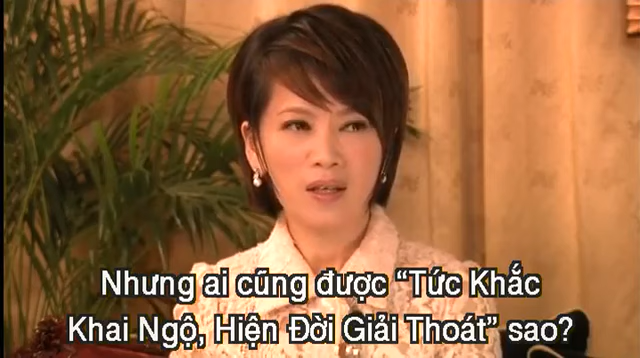 Nhưng ai cũng được “Tức Khắc
Khai Ngộ, Hiện Đời Giải Thoát” sao?